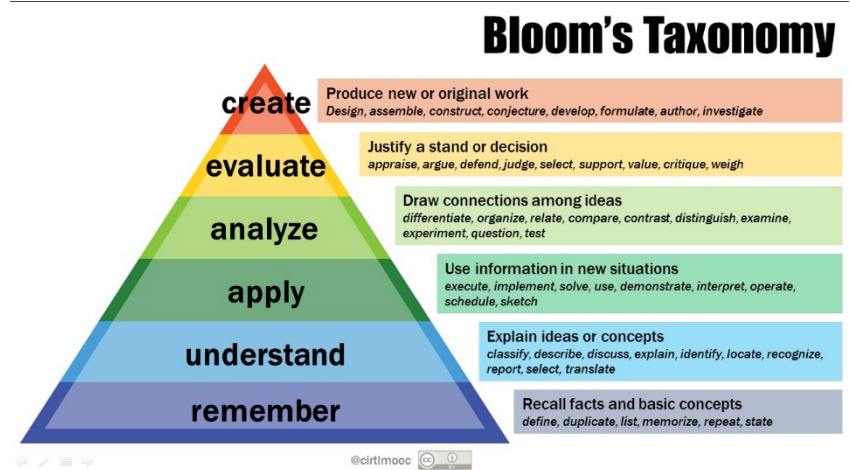 Bloom's Taxonomy
create
Produce new or original work
Design, assemble, construct, conjecture, develop, formulate, author, investigate
evaluate
Justify a stand or decision
appraise, argue, defend, judge, select, support, value, critique, weigh
analyze
Draw connections among ideas
differentiate, organize, relate, compare, contrast, distinguish, examine,
experiment, question, test
apply
Use information in new situations
execute, implement, solve, use, demonstrate, interpret, operate,
schedule, sketch
understand
Explain ideas or concepts
classify, describe, discuss, explain, identify, locate, recognize,
report, select, translate
remember
Recall facts and basic concepts
define, duplicate, list, memorize, repeat, state
@cirtlmooc
cc
BY